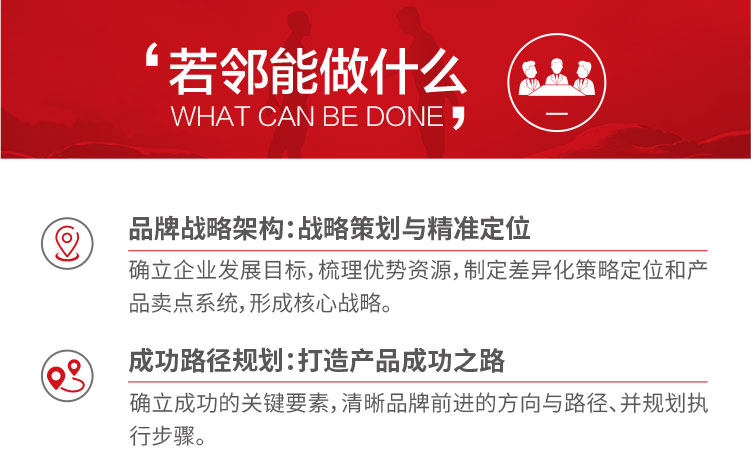 ‘若邻能做什么
WHAT CAN BE DONE’
品牌战略架构：战略策划与精准定位
确立企业发展目标，梳理优势资源，制定差异化策略定位和产
品卖点系统，形成核心战略。
成功路径规划：打造产品成功之路
确立成功的关键要素，清晰品牌前进的方向与路径、并规划执
行步骤。